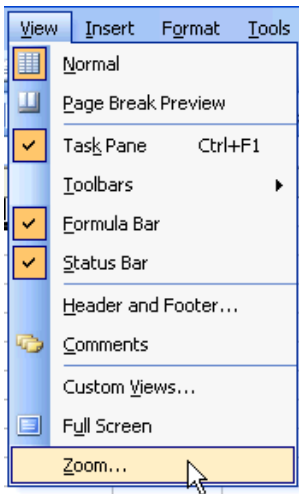 View Insert Format Tools
Normal
Page Break Preview
Task Pane Ctrl+F1
Toolbars
Formula Bar
Status Bar
Header and Footer...
Comments
Custom Views...
Full Screen
Zoom...